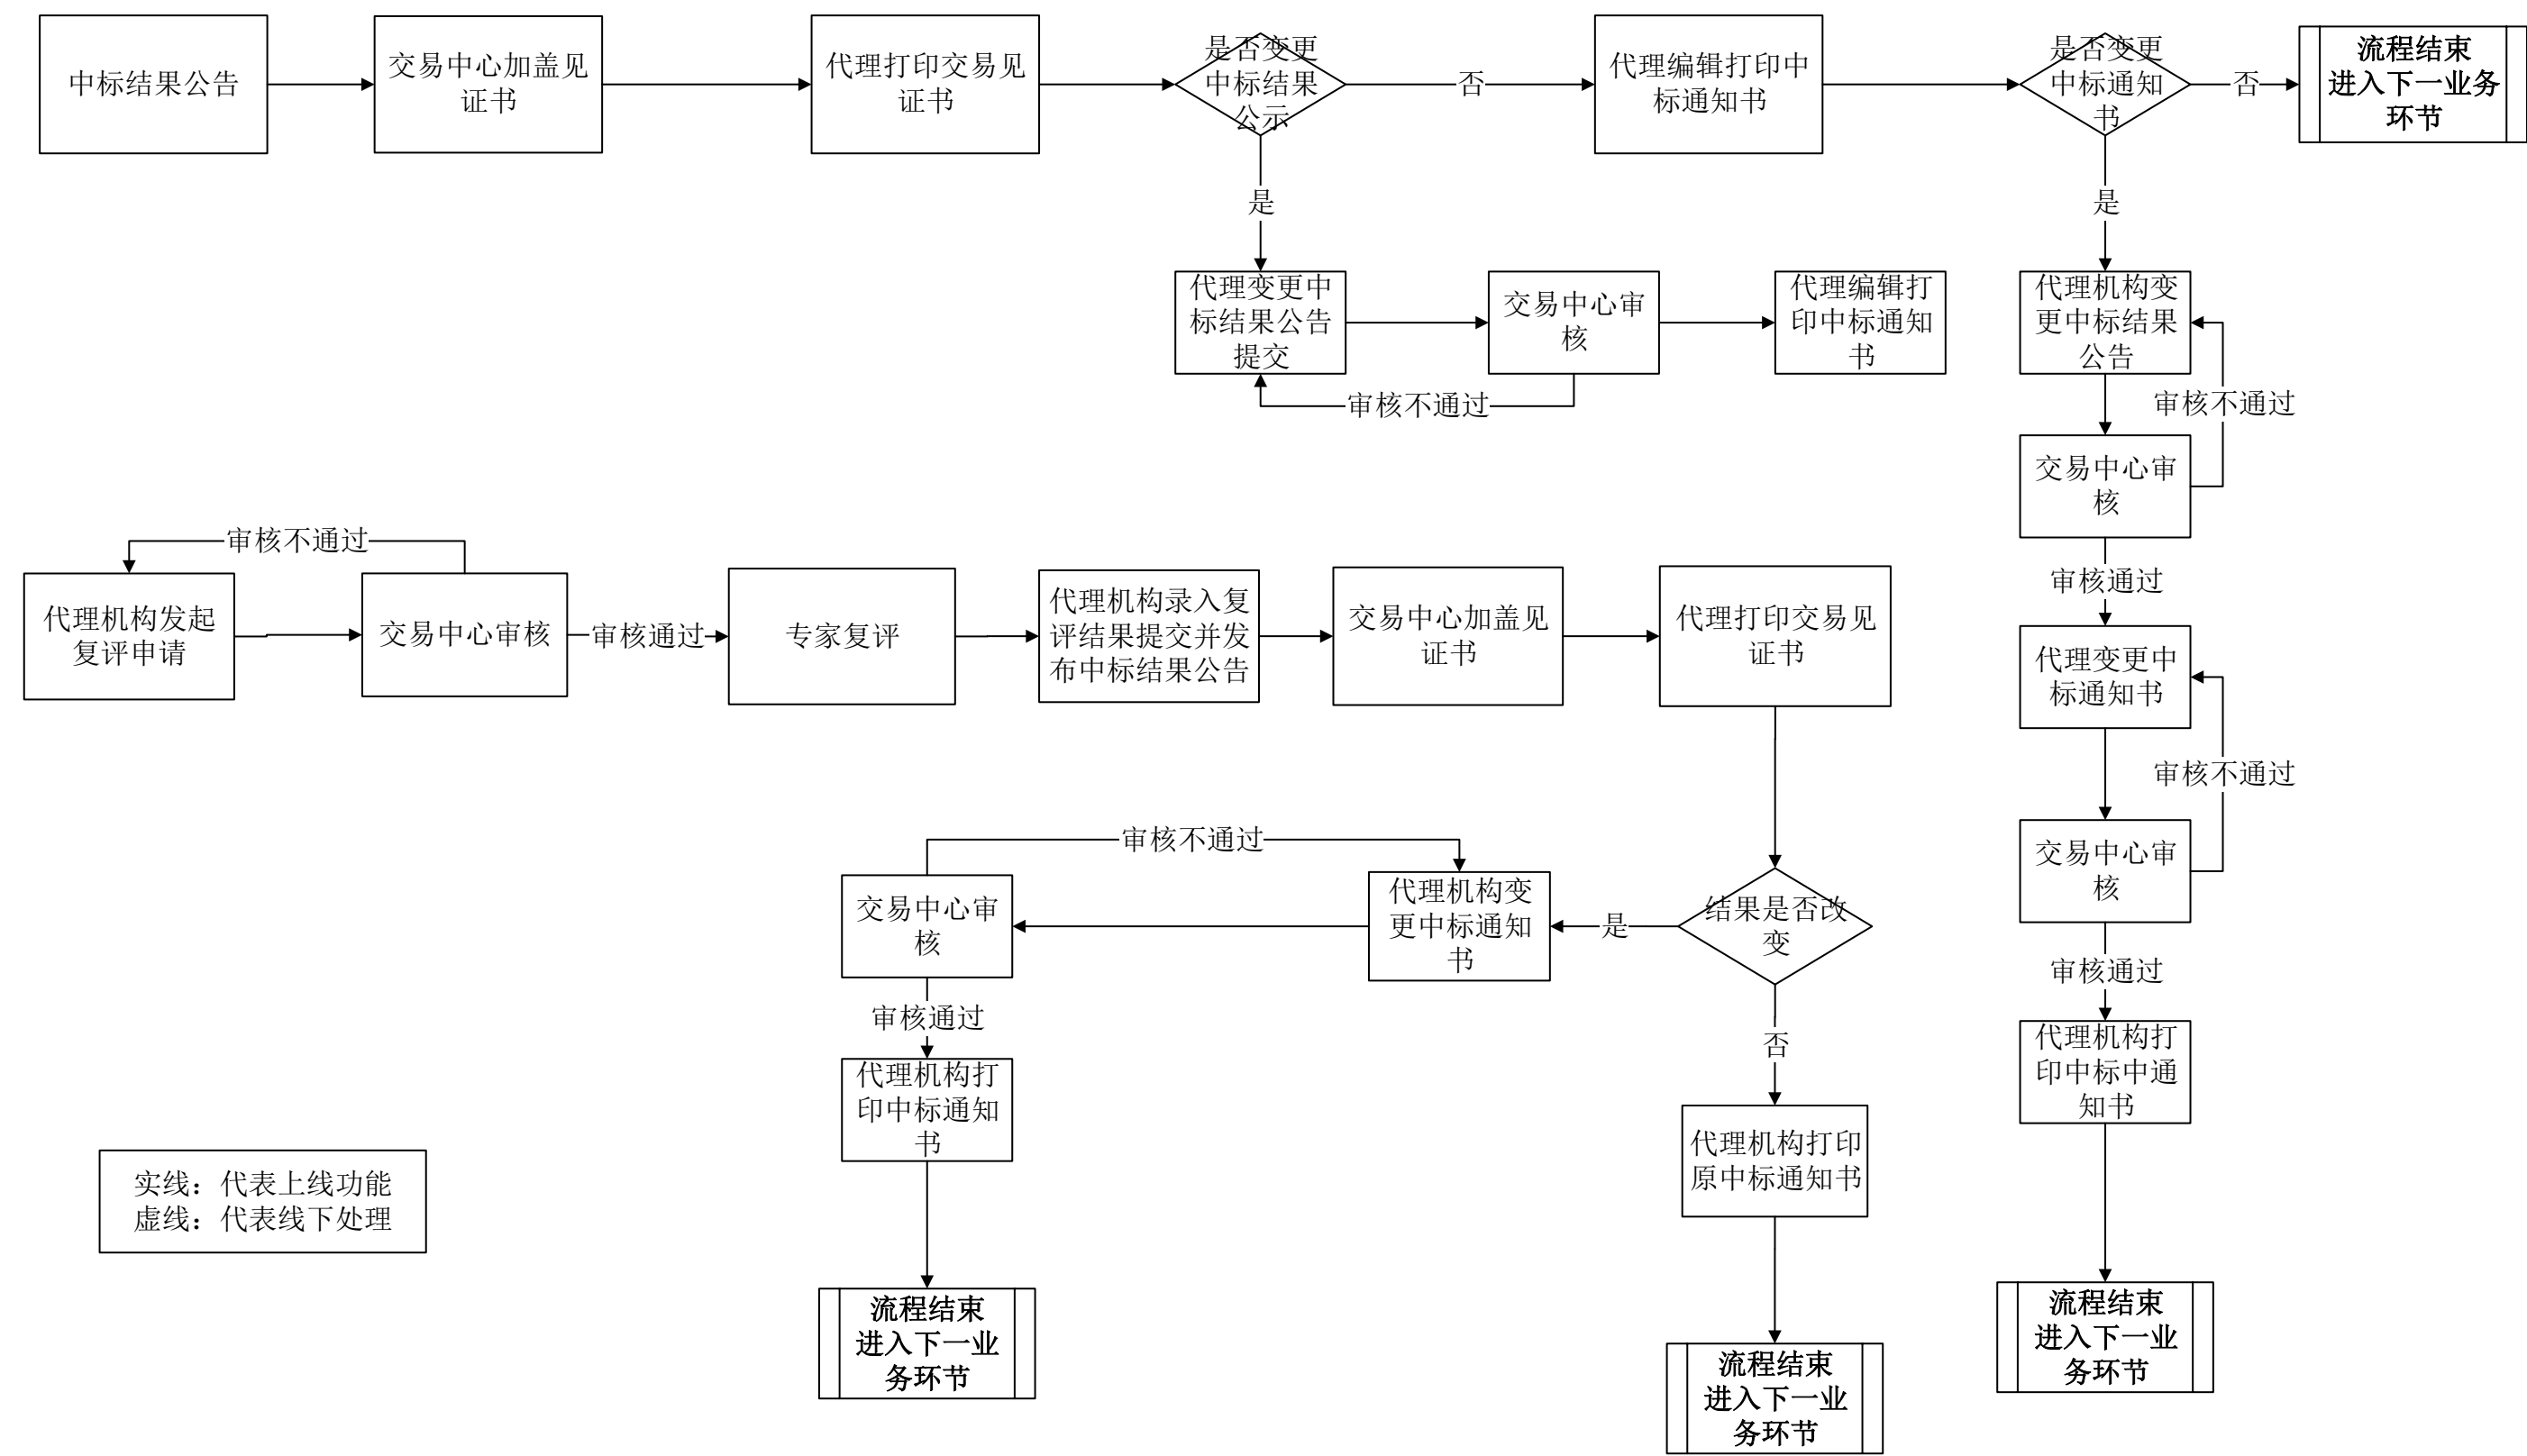 中标结果公告
交易中心加盖见
证书
代理打印交易见
证书
是否变更
中标结果
公示
否
代理编辑打印中
标通知书
是否变更
中标通知
书
否
流程结束
进入下一业务
环节
是
是
代理变更中
标结果公告
提交
交易中心审
核
代理编辑打
印中标通知
书
代理机构变
更中标结果
公告
审核不通过
审核不通过
交易中心审
核
审核不通过
审核通过
代理机构发起
复评申请
交易中心审核
审核通过
专家复评
代理机构录入复
评结果提交并发
布中标结果公告
交易中心加盖见
证书
代理打印交易见
证书
代理变更中
标通知书
审核不通过
审核不通过
交易中心审
核
代理机构变
更中标通知
书
是
结果是否改
变
交易中心审
核
审核通过
审核通过
否
代理机构打
印中标通知
书
代理机构打印
原中标通知书
代理机构打
印中标中通
知书
实线：代表上线功能
虚线：代表线下处理
流程结束
进入下一业
务环节
流程结束
进入下一业
务环节
流程结束
进入下一业
务环节